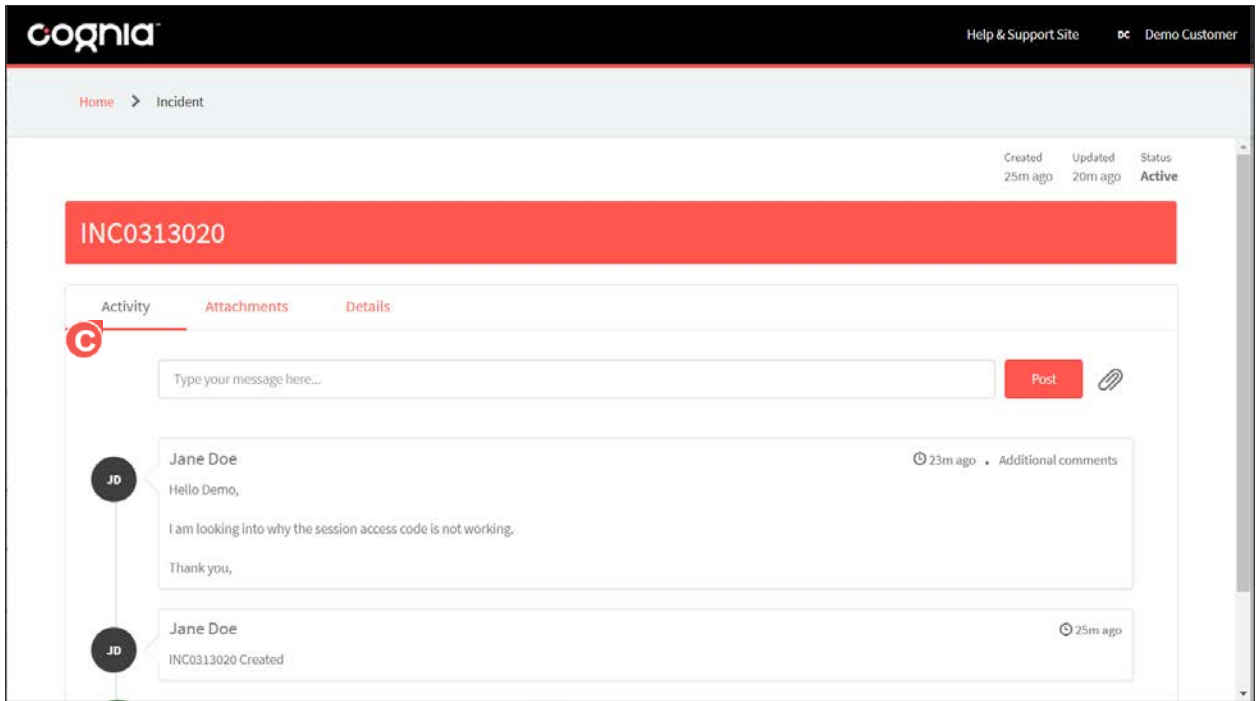 cognia™
Help & Support Site DC Demo Customer
Home > Incident
Created Updated Status
25m ago 20m ago Active
INC0313020
Activity Attachments Details
C
Type your message here...
Post
Jane Doe
23m ago . Additional comments
JD
Hello Demo,
I am looking into why the session access code is not working.
Thank you,
Jane Doe
25m ago
JD
INC0313020 Created